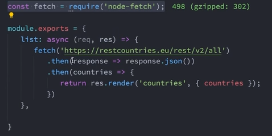 const fetch = require('node-fetch'); 498 (gzipped: 302)
module.exports = {
list: async (req, res) => {
fetch('https://restcountries.eu/rest/v2/all')
.then(response => response.json())
.then(countries => {
return res.render('countries', { countries });
})
},
}